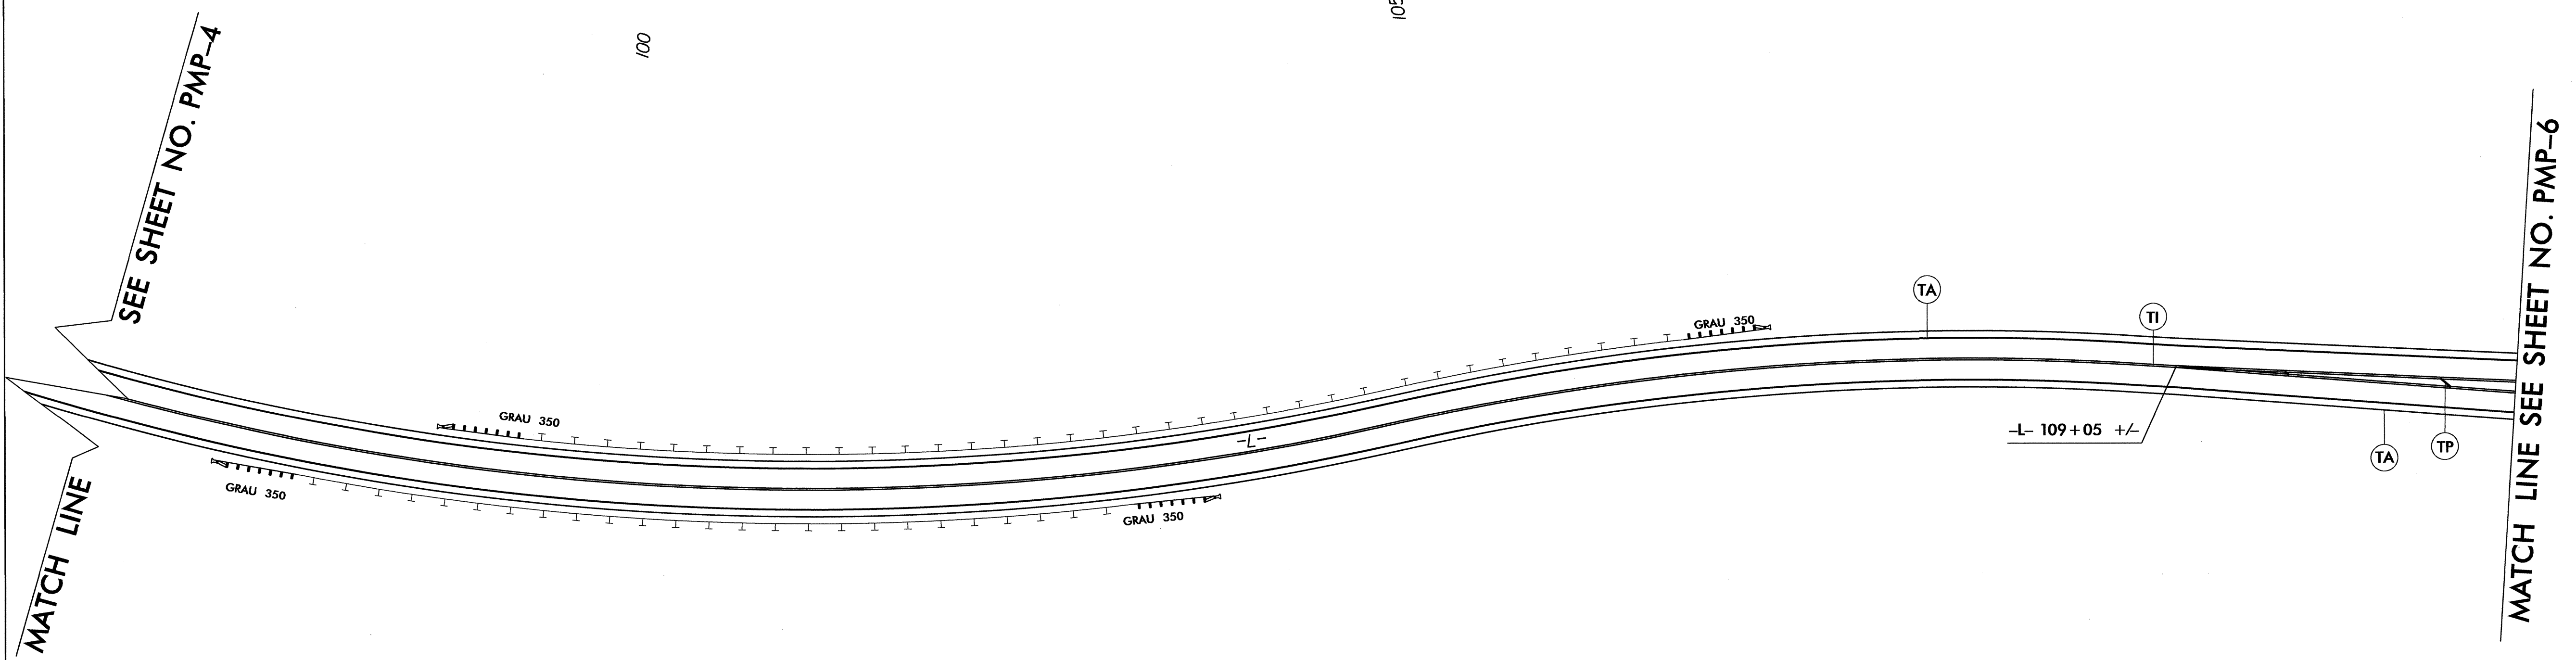 SEE SHEET NO. PMP-4
100
105
GRAU 350
TA
TI
GRAU 350
-L-
-L- 109+05 +/-
TA
TP
GRAU 350
GRAU 350
MATCH LINE
MATCH LINE SEE SHEET NO. PMP-6